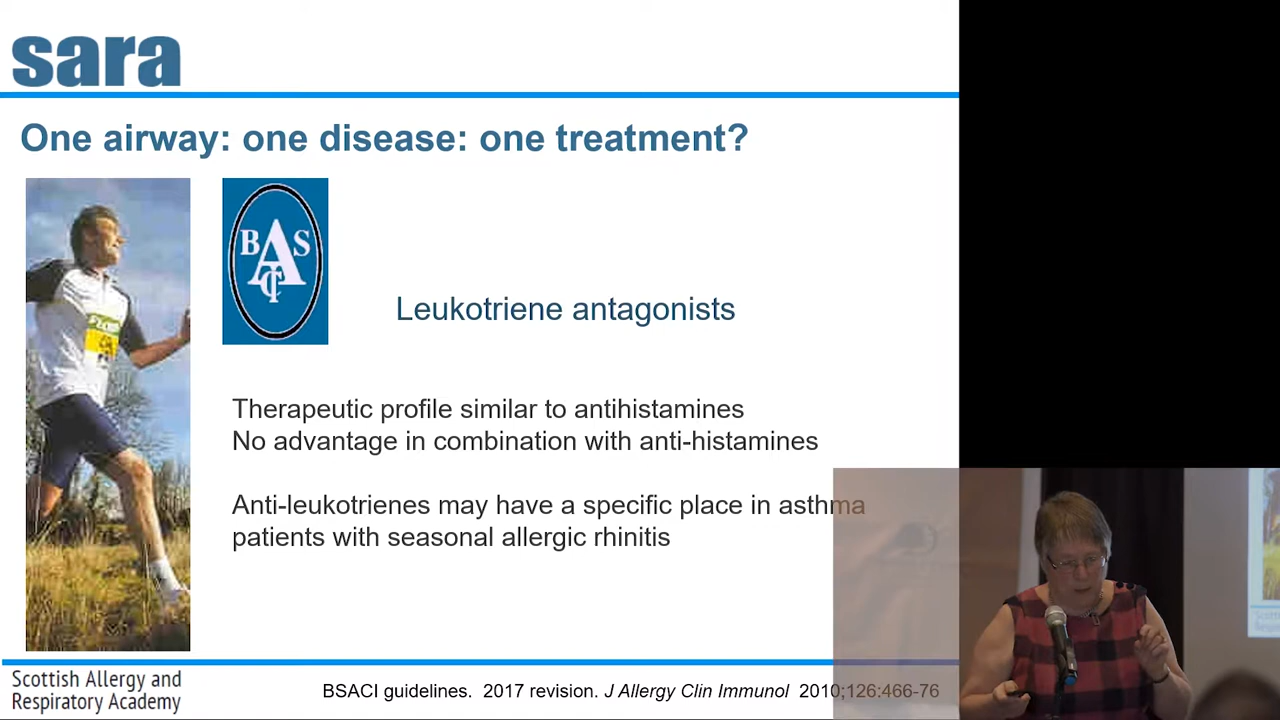 sara
One airway: one disease: one treatment?
BSACI
Leukotriene antagonists
Therapeutic profile similar to antihistamines
No advantage in combination with anti-histamines
Anti-leukotrienes may have a specific place in asthma
patients with seasonal allergic rhinitis
Scottish Allergy and
Respiratory Academy
BSACI guidelines. 2017 revision. J Allergy Clin Immunol 2010;126:466-76